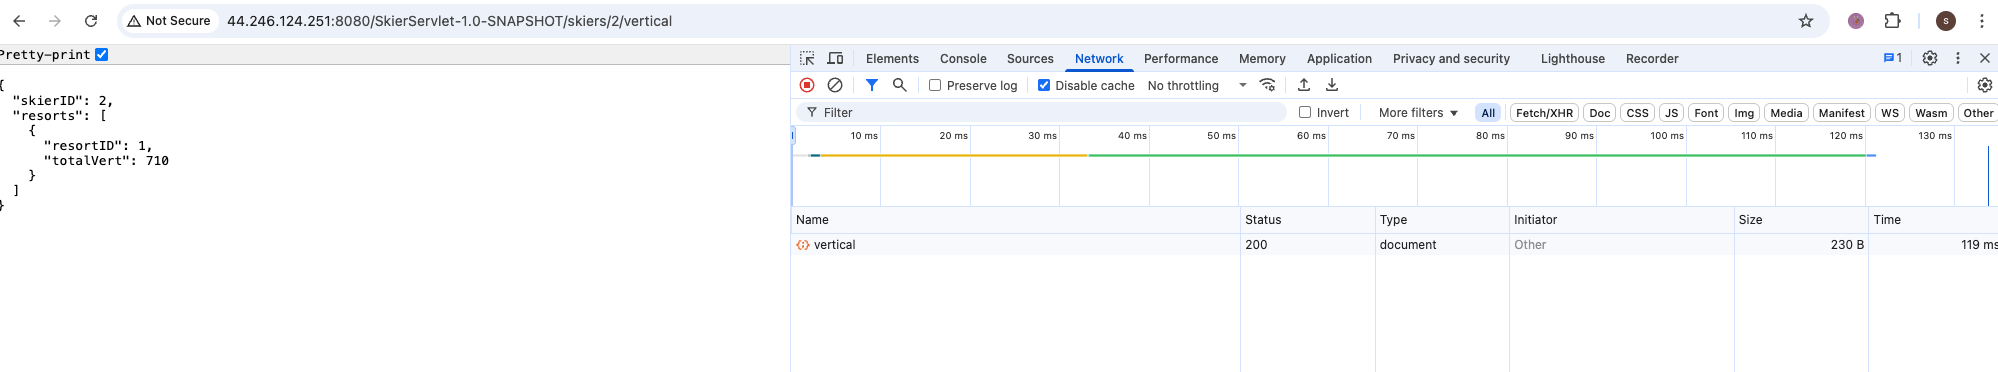 Not Secure 44.246.124.251:8080/SkierServlet-1.0-SNAPSHOT/skiers/2/vertical S
Pretty-print
{
"skierID": 2,
"resorts": [
{
"resortID": 1,
"totalVert": 710
}
]
}
Elements Console Sources Network Performance Memory Application Privacy and security Lighthouse Recorder 1
Preserve log Disable cache No throttling
Filter Invert More filters All Fetch/XHR Doc CSS JS Font Img Media Manifest WS Wasm Other
10 ms 20 ms 30 ms 40 ms 50 ms 60 ms 70 ms 80 ms 90 ms 100 ms 110 ms 120 ms 130 ms
Name Status Type Initiator Size Time
vertical 200 document Other 230 B 119 ms